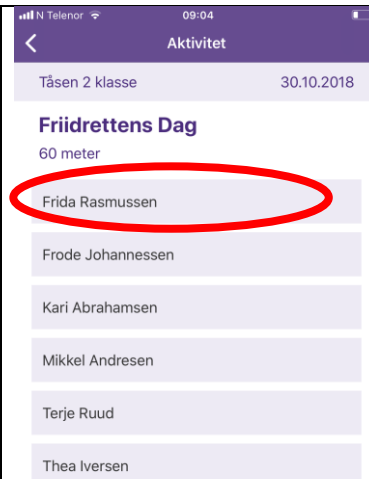 N Telenor 09:04
Aktivitet
Tåsen 2 klasse 30.10.2018
Friidrettens Dag
60 meter
Frida Rasmussen
Frode Johannessen
Kari Abrahamsen
Mikkel Andresen
Terje Ruud
Thea Iversen